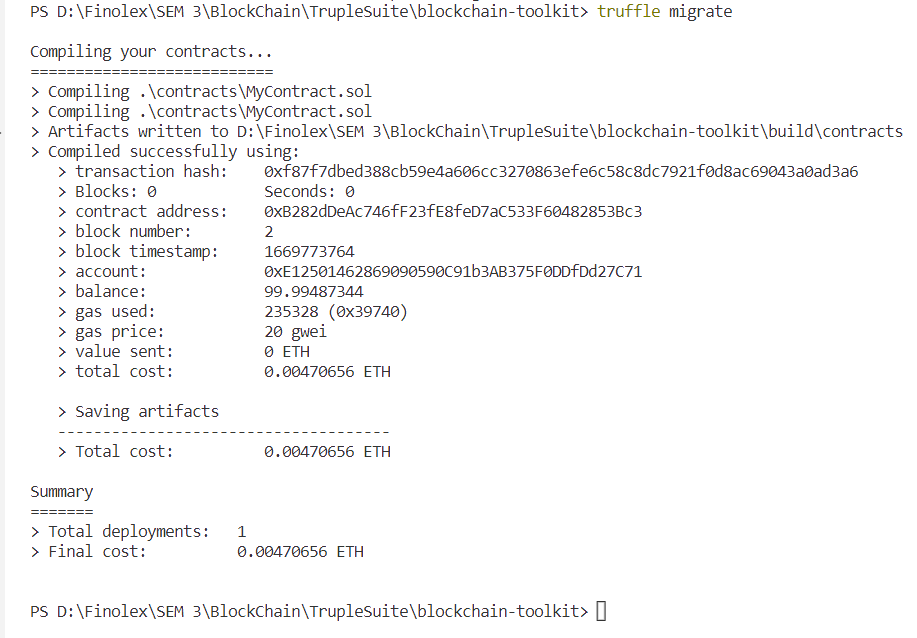 PS D:\Finolex\SEM 3\BlockChain\TrupleSuite\blockchain-toolkit> truffle migrate
Compiling your contracts...
===========================
> Compiling .\contracts\MyContract.sol
> Compiling .\contracts\MyContract.sol
> Artifacts written to D:\Finolex\SEM 3\BlockChain\TrupleSuite\blockchain-toolkit\build\contracts
> Compiled successfully using:
> transaction hash: 0xf87f7dbed388cb59e4a606cc3270863efe6c58c8dc7921f0d8ac69043a0ad3a6
> Blocks: 0 Seconds: 0
> contract address: 0xB282dDeAc746fF23fE8feD7aC533F60482853Bc3
> block number: 2
> block timestamp: 1669773764
> account: 0xE12501462869090590C91b3AB375F0DDfDd27C71
> balance: 99.99487344
> gas used: 235328 (0x39740)
> gas price: 20 gwei
> value sent: 0 ETH
> total cost: 0.00470656 ETH
> Saving artifacts
-------------------------------------
> Total cost: 0.00470656 ETH
Summary
=======
> Total deployments: 1
> Final cost: 0.00470656 ETH
PS D:\Finolex\SEM 3\BlockChain\TrupleSuite\blockchain-toolkit>